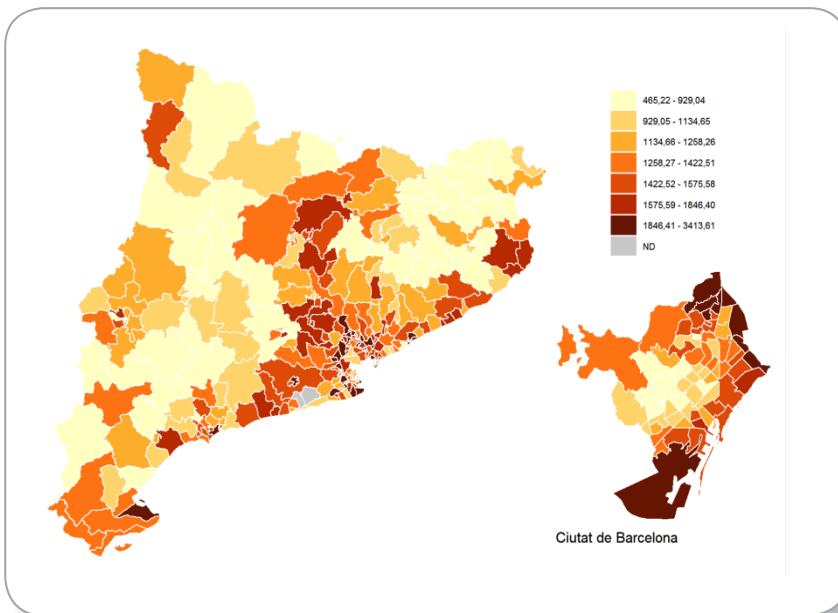 465,22 - 929,04
929,05 - 1134,65
1134,66 - 1258,26
1258,27 - 1422,51
1422,52 - 1575,58
1575,59 - 1846,40
1846,41 - 3413,61
ND
Ciutat de Barcelona